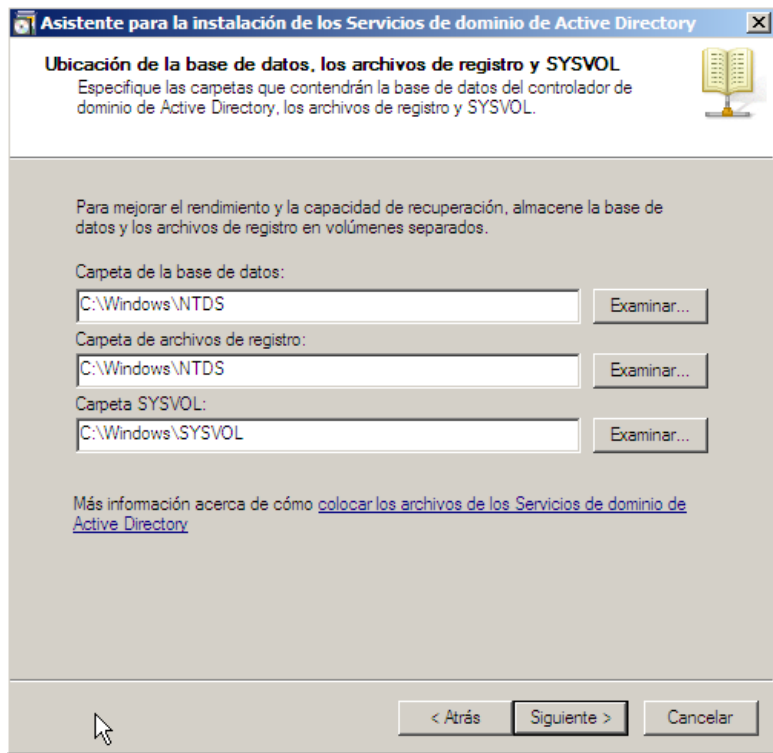 Asistente para la instalación de los Servicios de dominio de Active Directory
Ubicación de la base de datos, los archivos de registro y SYSVOL
Especifique las carpetas que contendrán la base de datos del controlador de
dominio de Active Directory, los archivos de registro y SYSVOL.
Para mejorar el rendimiento y la capacidad de recuperación, almacene la base de
datos y los archivos de registro en volúmenes separados.
Carpeta de la base de datos:
C:\Windows\NTDS
Examinar...
Carpeta de archivos de registro:
C:\Windows\NTDS
Examinar...
Carpeta SYSVOL:
C:\Windows\SYSVOL
Examinar...
Más información acerca de cómo colocar los archivos de los Servicios de dominio de
Active Directory
< Atrás Siguiente > Cancelar